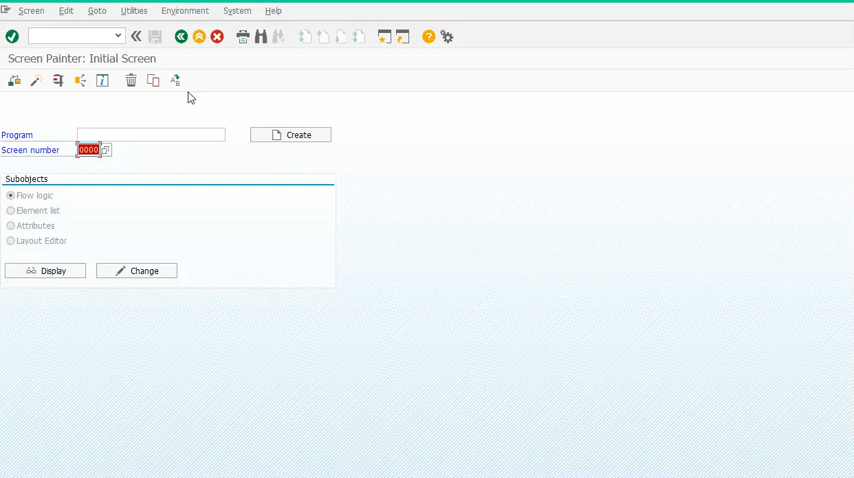 Screen Edit Goto Utilities Environment System Help
Screen Painter: Initial Screen
Program Create
Screen number 0000
Subobjects
Flow logic
Element list
Attributes
Layout Editor
Display Change